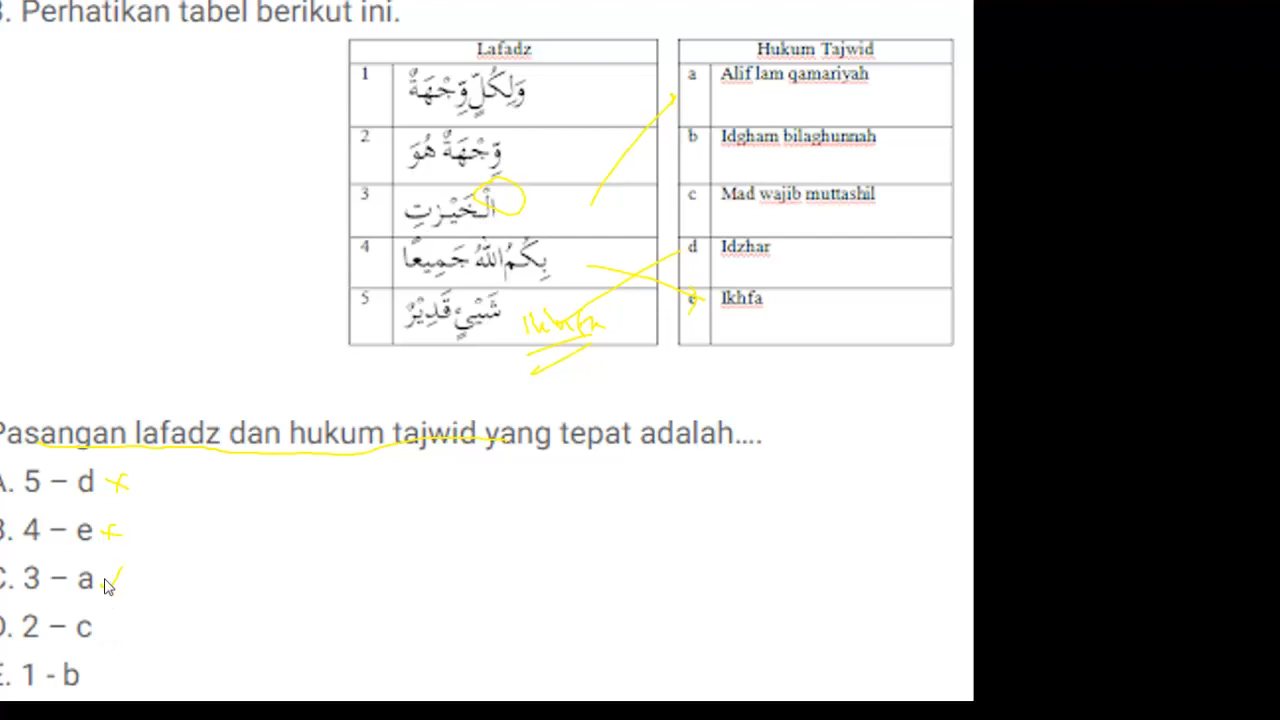 3. Perhatikan tabel berikut ini.
Lafadz
1 وَلِكُلٍّ وِّجْهَةٌ
2 وِّجْهَةٌ هُوَ
3 الْخَيْرٰتِ
4 بِكُمُ اللّٰهُ جَمِيعًا
5 شَيْءٍ قَدِيْرٌ
Hukum Tajwid
a Alif lam qamariyah
b Idgham bilaghunnah
c Mad wajib muttashil
d Idzhar
e Ikhfa
Ikhfa
Pasangan lafadz dan hukum tajwid yang tepat adalah....
A. 5 – d
B. 4 – e
C. 3 – a
D. 2 – c
E. 1 - b